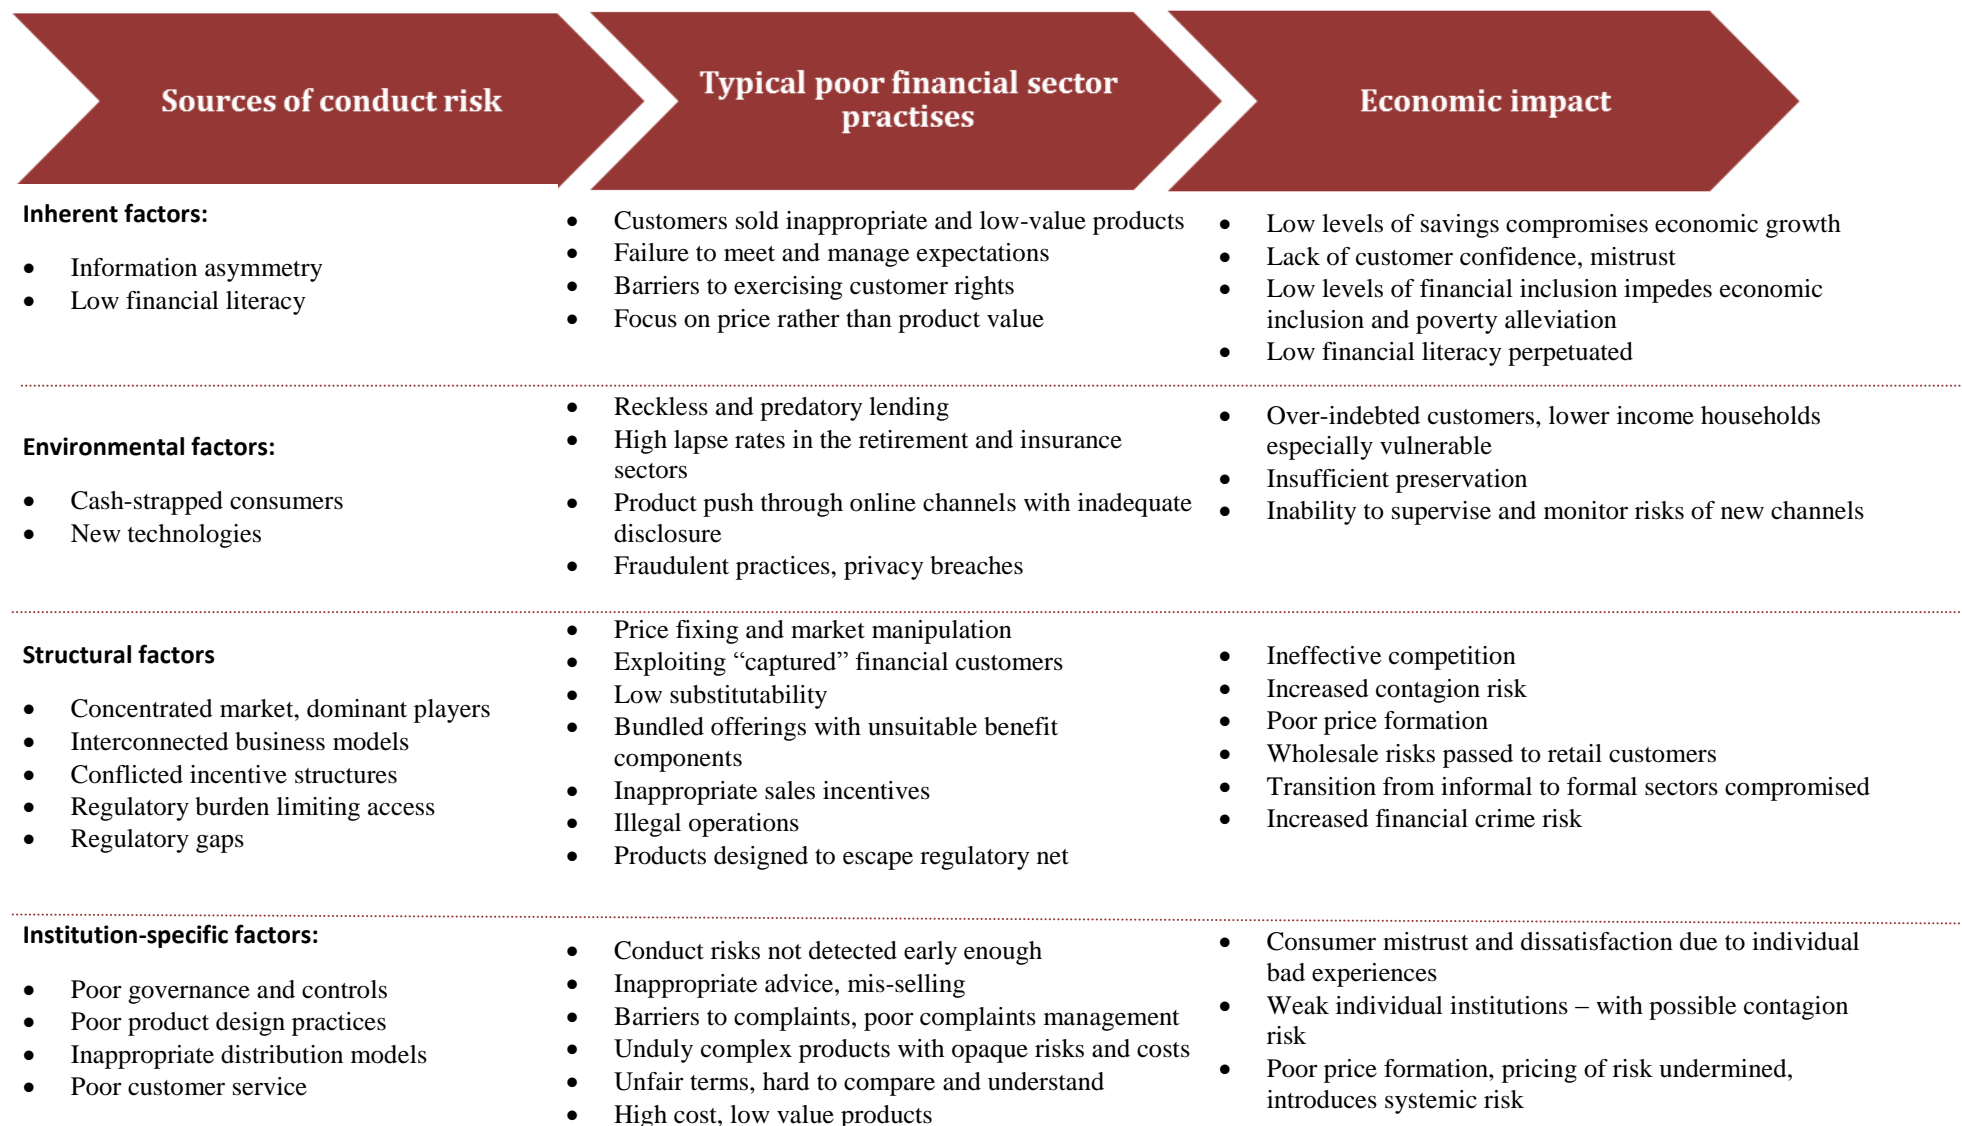 Sources of conduct risk
Typical poor financial sector
practises
Economic impact
Inherent factors:
• Information asymmetry
• Low financial literacy
• Customers sold inappropriate and low-value products
• Failure to meet and manage expectations
• Barriers to exercising customer rights
• Focus on price rather than product value
• Low levels of savings compromises economic growth
• Lack of customer confidence, mistrust
• Low levels of financial inclusion impedes economic
inclusion and poverty alleviation
• Low financial literacy perpetuated
Environmental factors:
• Cash-strapped consumers
• New technologies
• Reckless and predatory lending
• High lapse rates in the retirement and insurance
sectors
• Product push through online channels with inadequate
disclosure
• Fraudulent practices, privacy breaches
• Over-indebted customers, lower income households
especially vulnerable
• Insufficient preservation
• Inability to supervise and monitor risks of new channels
Structural factors
• Concentrated market, dominant players
• Interconnected business models
• Conflicted incentive structures
• Regulatory burden limiting access
• Regulatory gaps
• Price fixing and market manipulation
• Exploiting “captured” financial customers
• Low substitutability
• Bundled offerings with unsuitable benefit
components
• Inappropriate sales incentives
• Illegal operations
• Products designed to escape regulatory net
• Ineffective competition
• Increased contagion risk
• Poor price formation
• Wholesale risks passed to retail customers
• Transition from informal to formal sectors compromised
• Increased financial crime risk
Institution-specific factors:
• Poor governance and controls
• Poor product design practices
• Inappropriate distribution models
• Poor customer service
• Conduct risks not detected early enough
• Inappropriate advice, mis-selling
• Barriers to complaints, poor complaints management
• Unduly complex products with opaque risks and costs
• Unfair terms, hard to compare and understand
• High cost, low value products
• Consumer mistrust and dissatisfaction due to individual
bad experiences
• Weak individual institutions – with possible contagion
risk
• Poor price formation, pricing of risk undermined,
introduces systemic risk